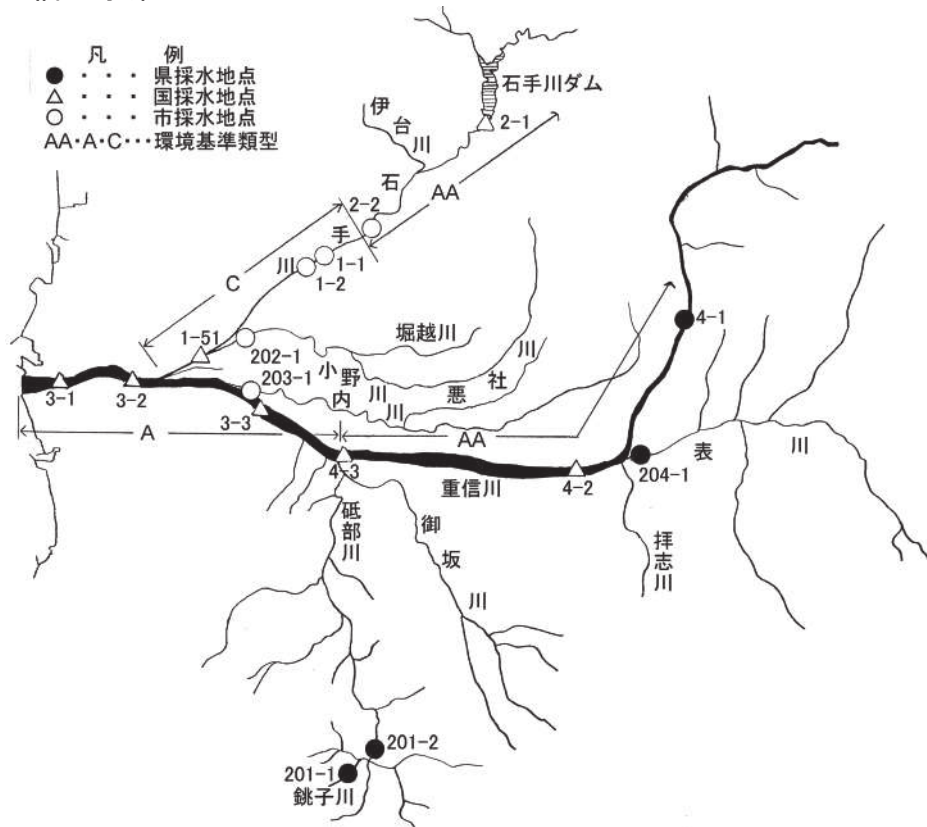 凡 例
● ・・・ 県採水地点
△ ・・・ 国採水地点
○ ・・・ 市採水地点
AA・A・C・・・環境基準類型
石手川ダム
2-1
伊台川
AA
石手川
2-2
1-1
1-2
C
堀越川
4-1
1-51
202-1
小野川
悪社川
203-1
内川
3-1
3-2
3-3
A
AA
表川
4-3
重信川
4-2
204-1
砥部川
御坂川
拝志川
201-2
201-1
銚子川